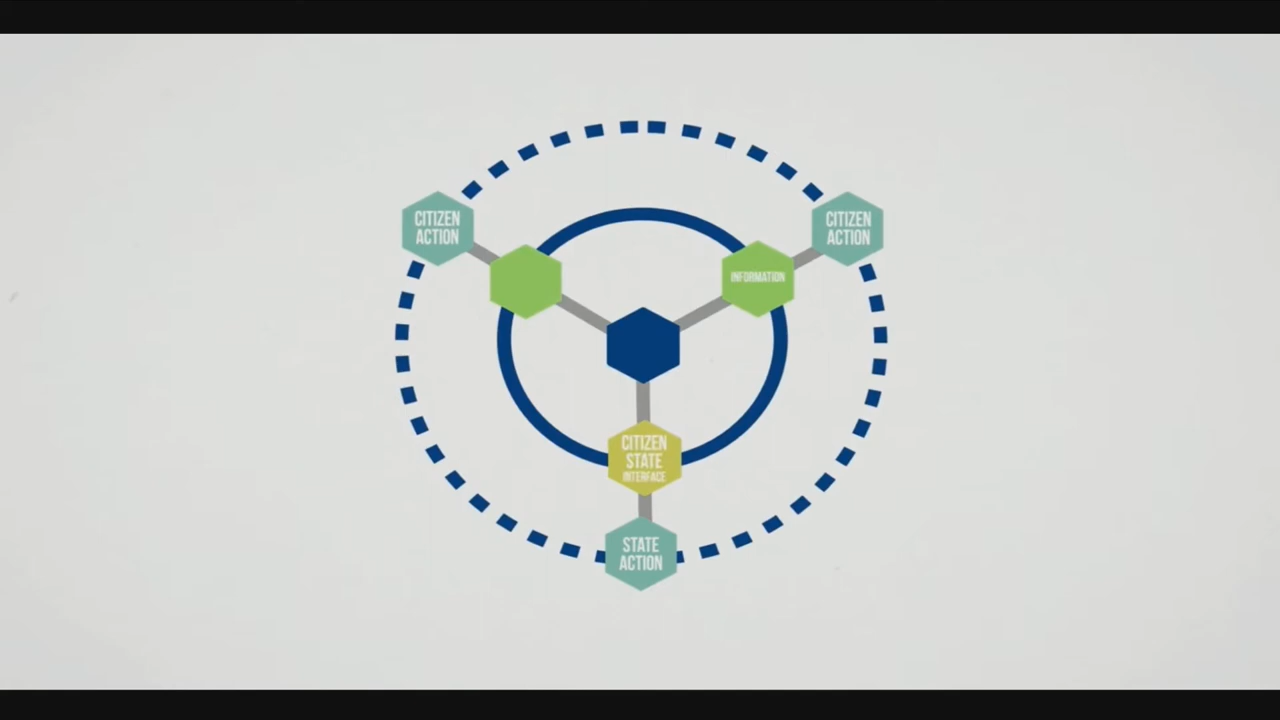 CITIZEN
ACTION
CITIZEN
ACTION
INFORMATION
CITIZEN
STATE
INTERFACE
STATE
ACTION